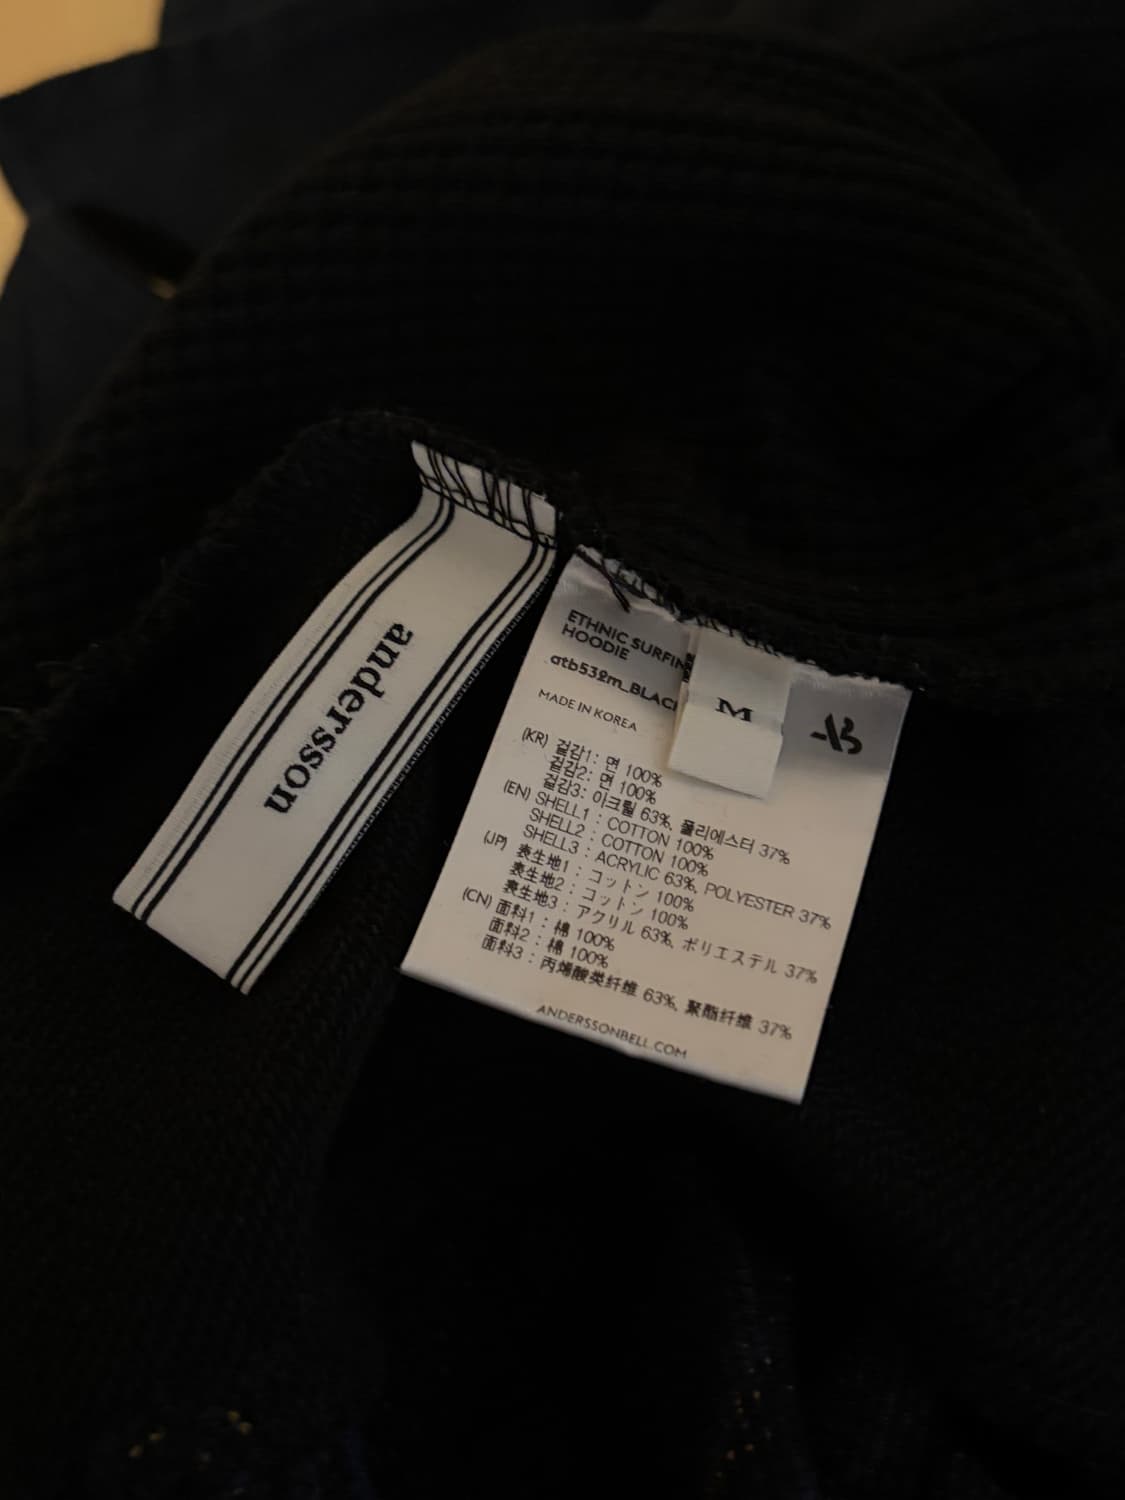 andersson
ETHNIC SURFIN
HOODIE
atb532m_BLACK
M
AB
MADE IN KOREA
(KR) 겉감1: 면 100%
겉감2: 면 100%
겉감3: 아크릴 63%, 폴리에스터 37%
(EN) SHELL1 : COTTON 100%
SHELL2 : COTTON 100%
SHELL3 : ACRYLIC 63%, POLYESTER 37%
(JP) 表生地1 : コットン 100%
表生地2 : コットン 100%
表生地3 : アクリル 63%, ポリエステル 37%
(CN) 面料1 : 棉 100%
面料2 : 棉 100%
面料3 : 丙烯酸类纤维 63%, 聚酯纤维 37%
ANDERSSONBELL.COM